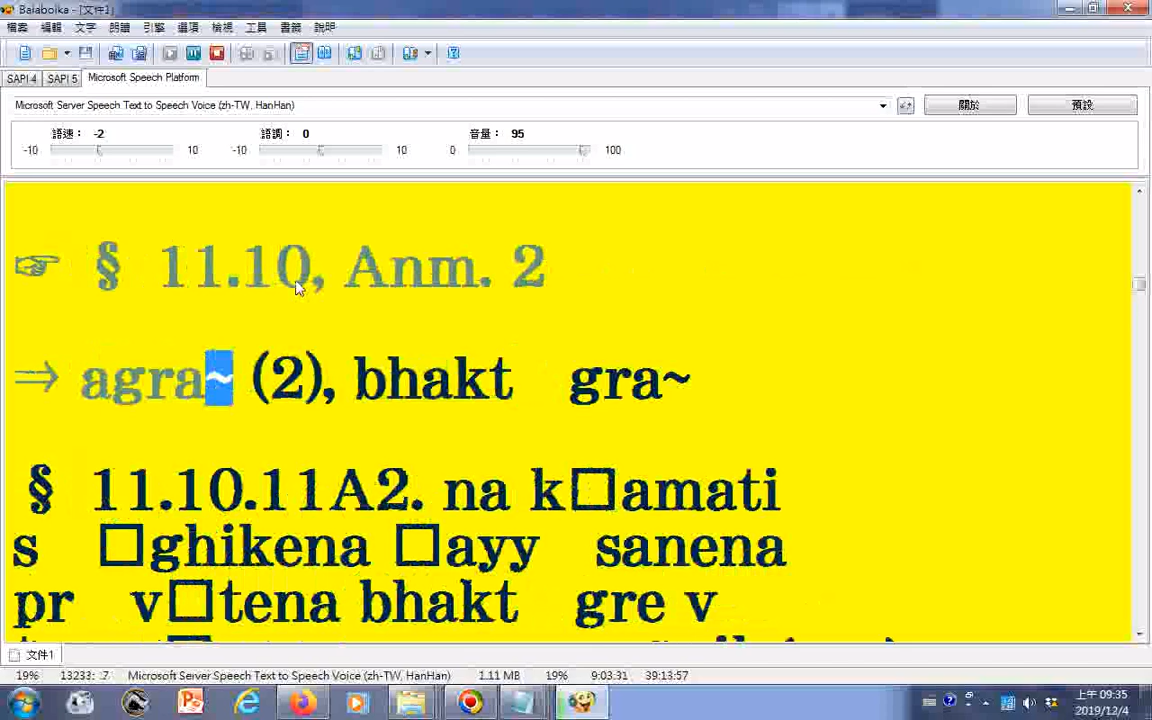 Balabolka - [文件1]
檔案 編輯 文字 朗讀 引擎 選項 檢視 工具 書籤 說明
SAPI 4 SAPI 5 Microsoft Speech Platform
Microsoft Server Speech Text to Speech Voice (zh-TW, HanHan)
關於 預設
語速： -2 語調： 0 音量： 95
-10 10 -10 10 0 100
☞ § 11.10, Anm. 2
⇒ agra~ (2), bhakt gra~
§ 11.10.11A2. na k□amati
s □ghikena □ayy sanena
pr v□tena bhakt gre v
文件1
19% 13233: 7 Microsoft Server Speech Text to Speech Voice (zh-TW, HanHan) 1.11 MB 19% 9:03.31 39:13:57
上午 09:35
2019/12/4